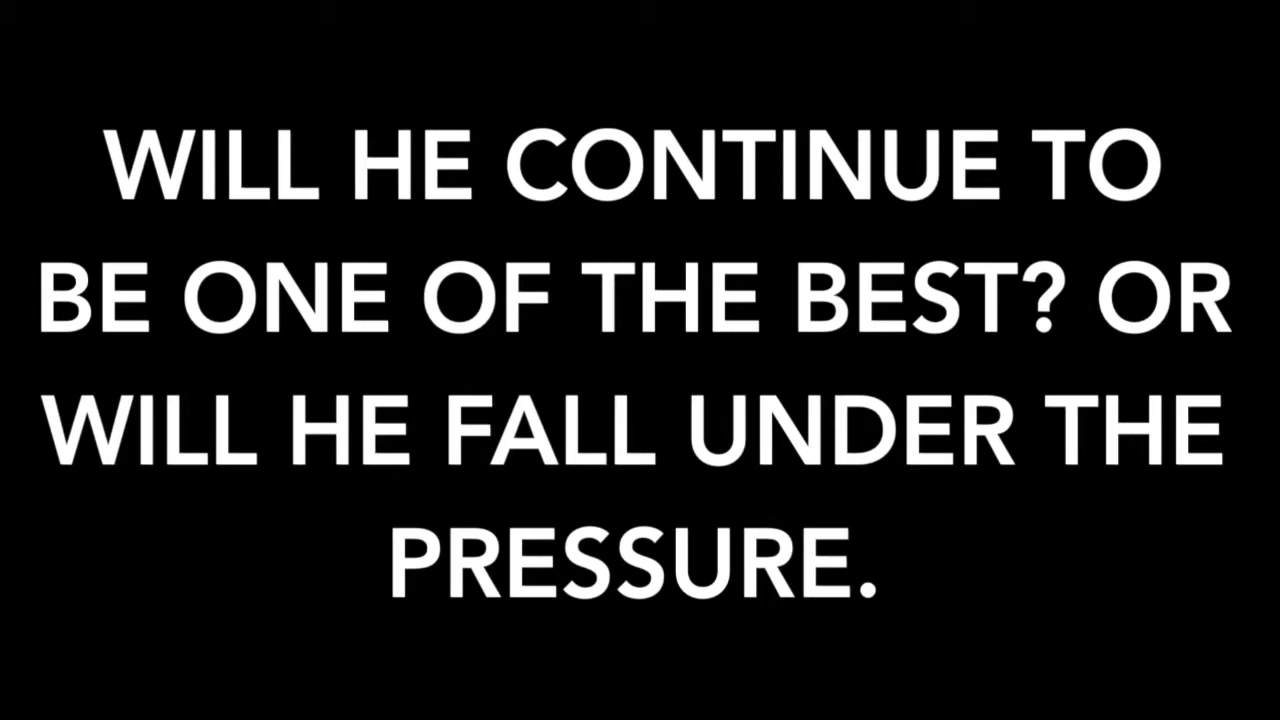 WILL HE CONTINUE TO
BE ONE OF THE BEST? OR
WILL HE FALL UNDER THE
PRESSURE.